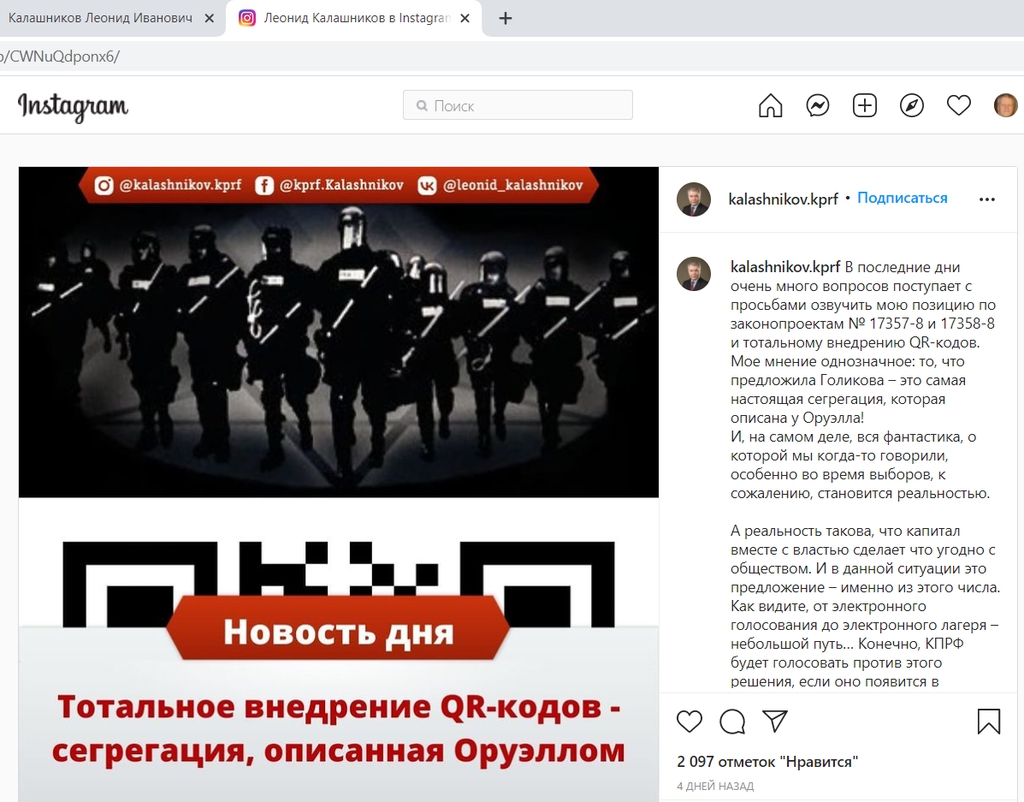 Калашников Леонид Иванович
Леонид Калашников в Instagram
/CWNuQdponx6/
Instagram
Поиск
@kalashnikov.kprf @kprf.Kalashnikov @leonid_kalashnikov
Новость дня
Тотальное внедрение QR-кодов -
сегрегация, описанная Оруэллом
kalashnikov.kprf • Подписаться
kalashnikov.kprf В последние дни
очень много вопросов поступает с
просьбами озвучить мою позицию по
законопроектам № 17357-8 и 17358-8
и тотальному внедрению QR-кодов.
Мое мнение однозначное: то, что
предложила Голикова – это самая
настоящая сегрегация, которая
описана у Оруэлла!
И, на самом деле, вся фантастика, о
которой мы когда-то говорили,
особенно во время выборов, к
сожалению, становится реальностью.
А реальность такова, что капитал
вместе с властью сделает что угодно с
обществом. И в данной ситуации это
предложение – именно из этого числа.
Как видите, от электронного
голосования до электронного лагеря –
небольшой путь... Конечно, КПРФ
будет голосовать против этого
решения, если оно появится в
2 097 отметок "Нравится"
4 ДНЕЙ НАЗАД